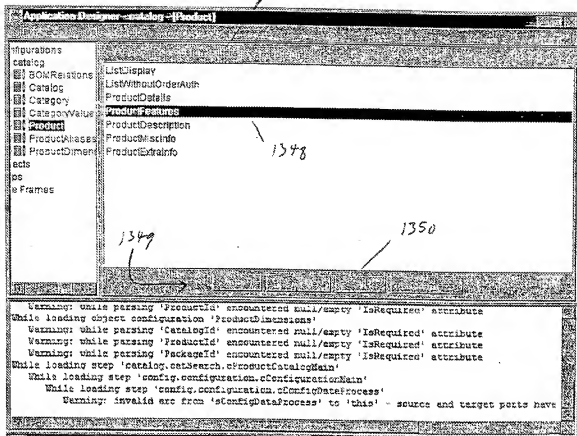 Application Designer - catalog - [Product]
nfigurations
catalog
BOMRelations
Catalog
Category
CategoryValue
Product
ProductAliases
ProductDimens
ects
ps
e Frames
ListDisplay
ListWithoutOrderAuth
ProductDetails
ProductFeatures
ProductDescription
ProductMiscInfo
ProductExtraInfo
1348
1349
1350
Warning: while parsing 'ProductId' encountered null/empty 'IsRequired' attribute
While loading object configuration 'ProductDimensions'
Warning: while parsing 'CatalogId' encountered null/empty 'IsRequired' attribute
Warning: while parsing 'ProductId' encountered null/empty 'IsRequired' attribute
Warning: while parsing 'PackageId' encountered null/empty 'IsRequired' attribute
While loading step 'catalog.catSearch.cProductCatalogMain'
While loading step 'config.configuration.cConfigurationMain'
While loading step 'config.configuration.cConfigDataProcess'
Warning: invalid arc from 'sConfigDataProcess' to 'this' - source and target ports have